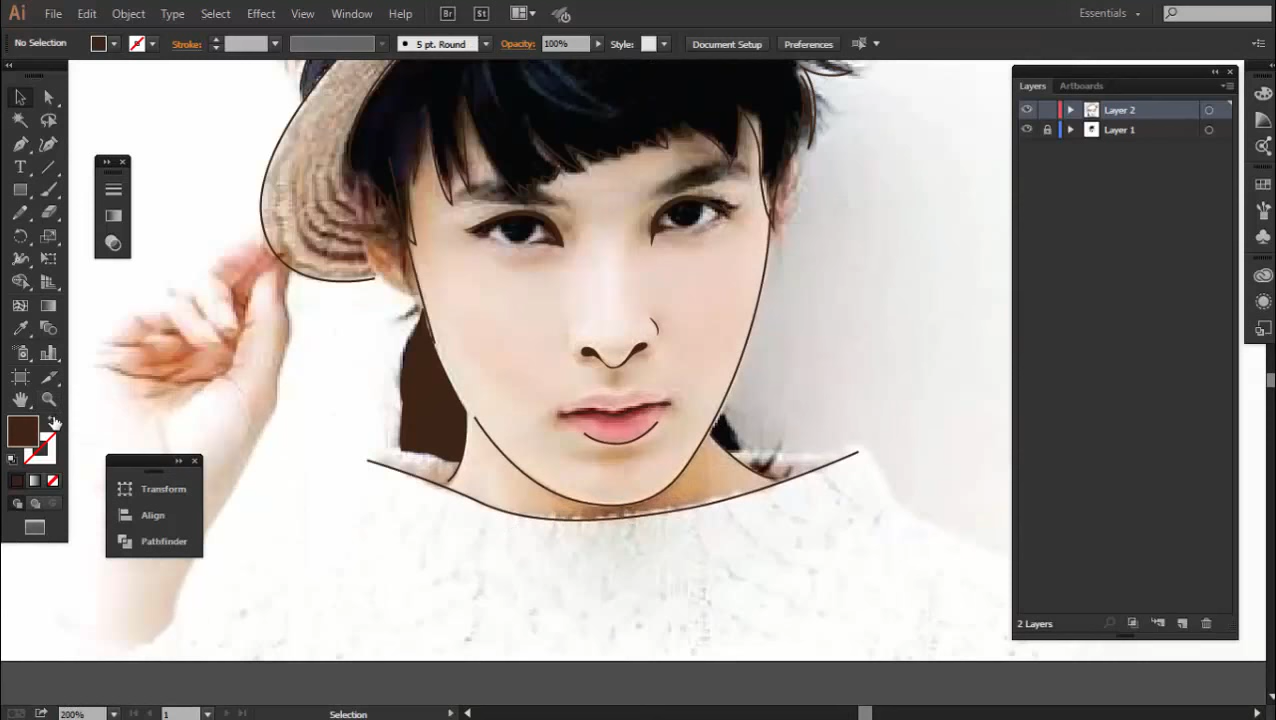 Ai File Edit Object Type Select Effect View Window Help Br St Essentials
No Selection Stroke: 5 pt. Round Opacity: 100% Style: Document Setup Preferences
Layers Artboards
Layer 2
Layer 1
Transform
Align
Pathfinder
2 Layers
200% 1 Selection